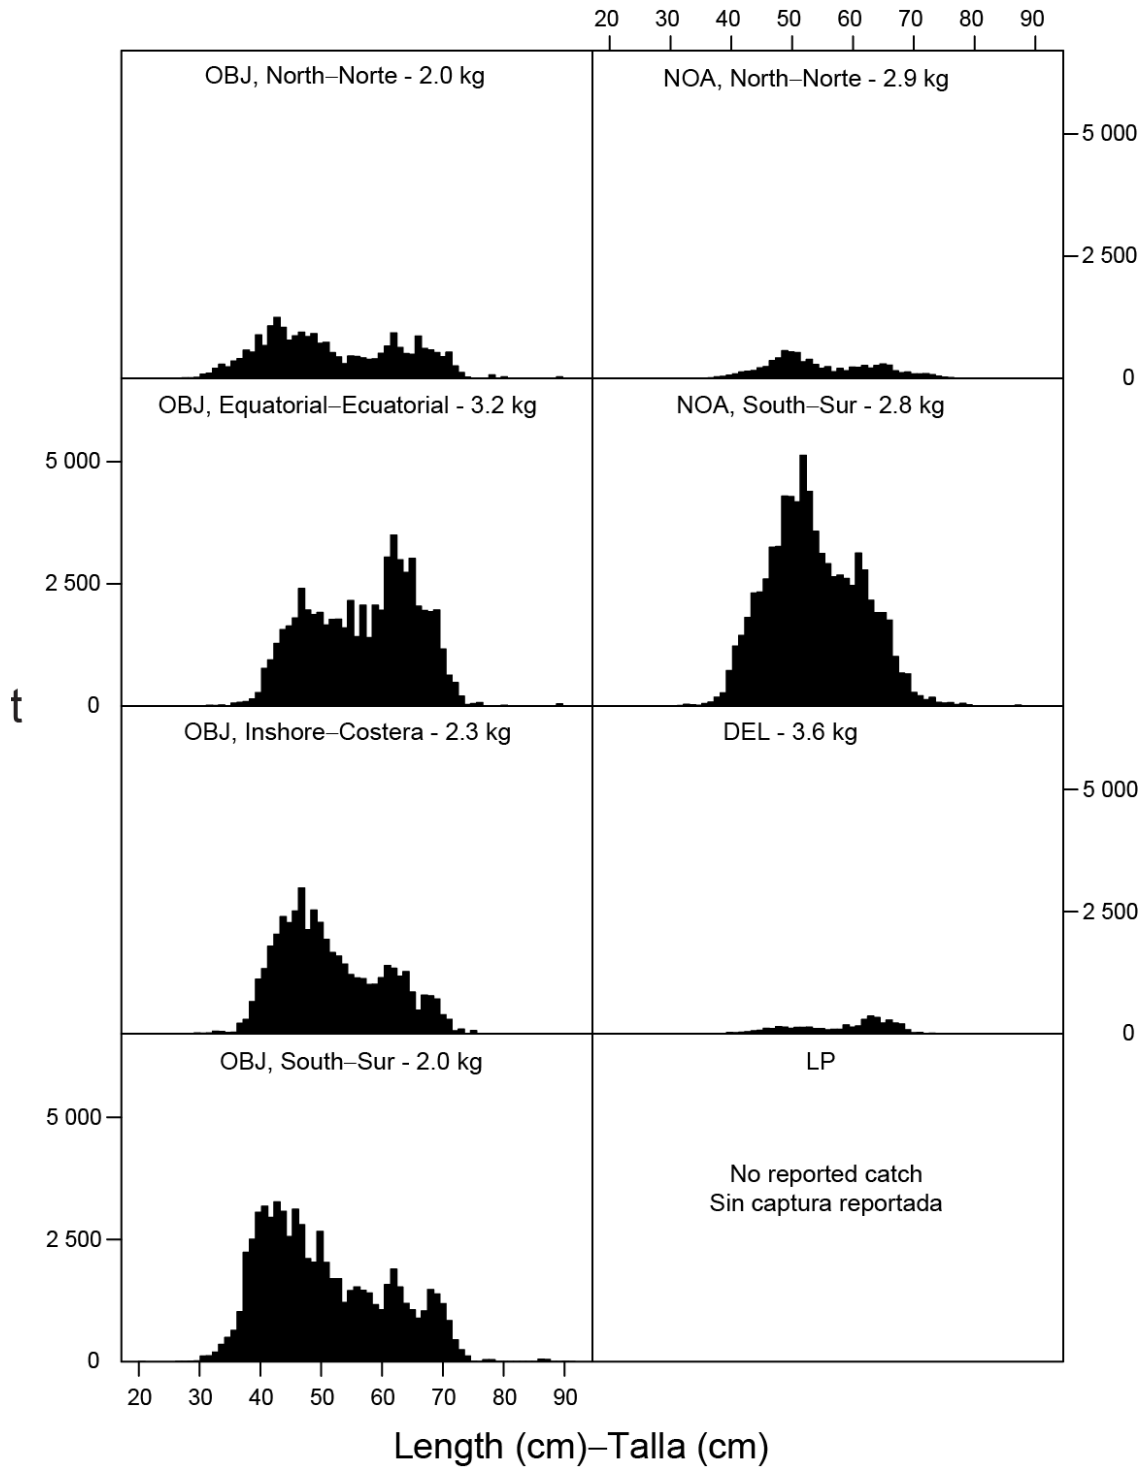 20 30 40 50 60 70 80 90
OBJ, North–Norte - 2.0 kg
NOA, North–Norte - 2.9 kg
5 000
2 500
0
OBJ, Equatorial–Ecuatorial - 3.2 kg
NOA, South–Sur - 2.8 kg
5 000
2 500
0
t
OBJ, Inshore–Costera - 2.3 kg
DEL - 3.6 kg
5 000
2 500
0
OBJ, South–Sur - 2.0 kg
LP
5 000
No reported catch
Sin captura reportada
2 500
0
20 30 40 50 60 70 80 90
Length (cm)–Talla (cm)